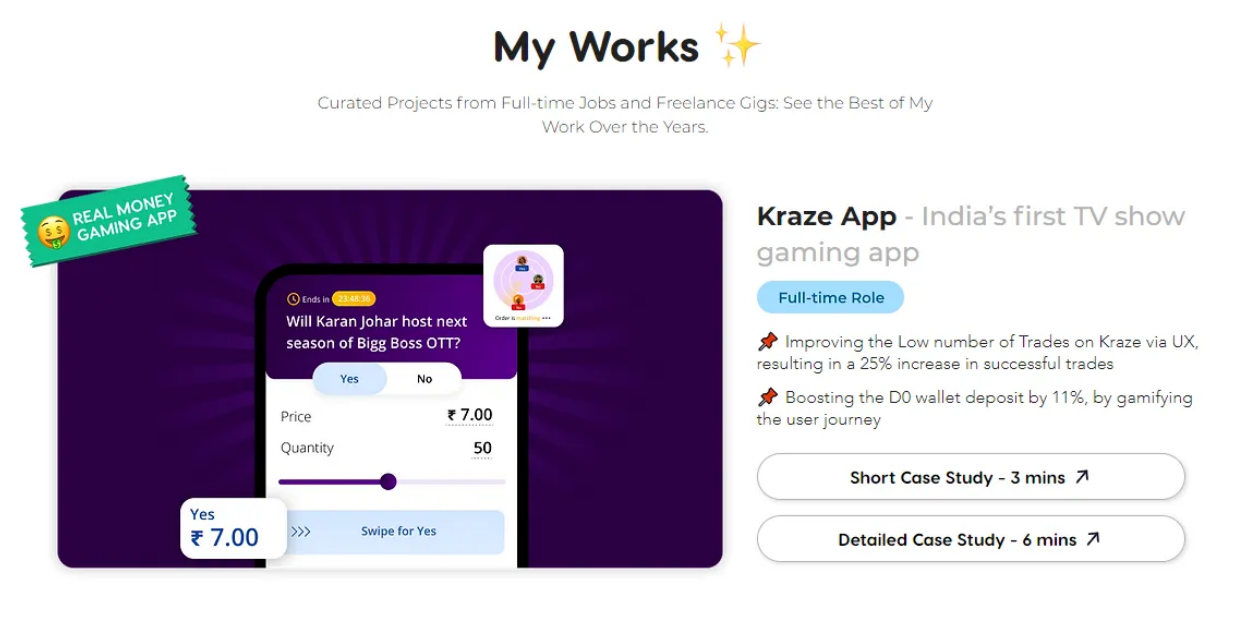 My Works ✨
Curated Projects from Full-time Jobs and Freelance Gigs: See the Best of My
Work Over the Years.
REAL MONEY
GAMING APP
Ends in 23:48:36
Will Karan Johar host next
season of Bigg Boss OTT?
Yes No
Price ₹ 7.00
Quantity 50
Swipe for Yes
Yes
₹ 7.00
Order is matching •••
Kraze App - India’s first TV show
gaming app
Full-time Role
📌 Improving the Low number of Trades on Kraze via UX,
resulting in a 25% increase in successful trades
📌 Boosting the D0 wallet deposit by 11%, by gamifying
the user journey
Short Case Study - 3 mins ↗
Detailed Case Study - 6 mins ↗